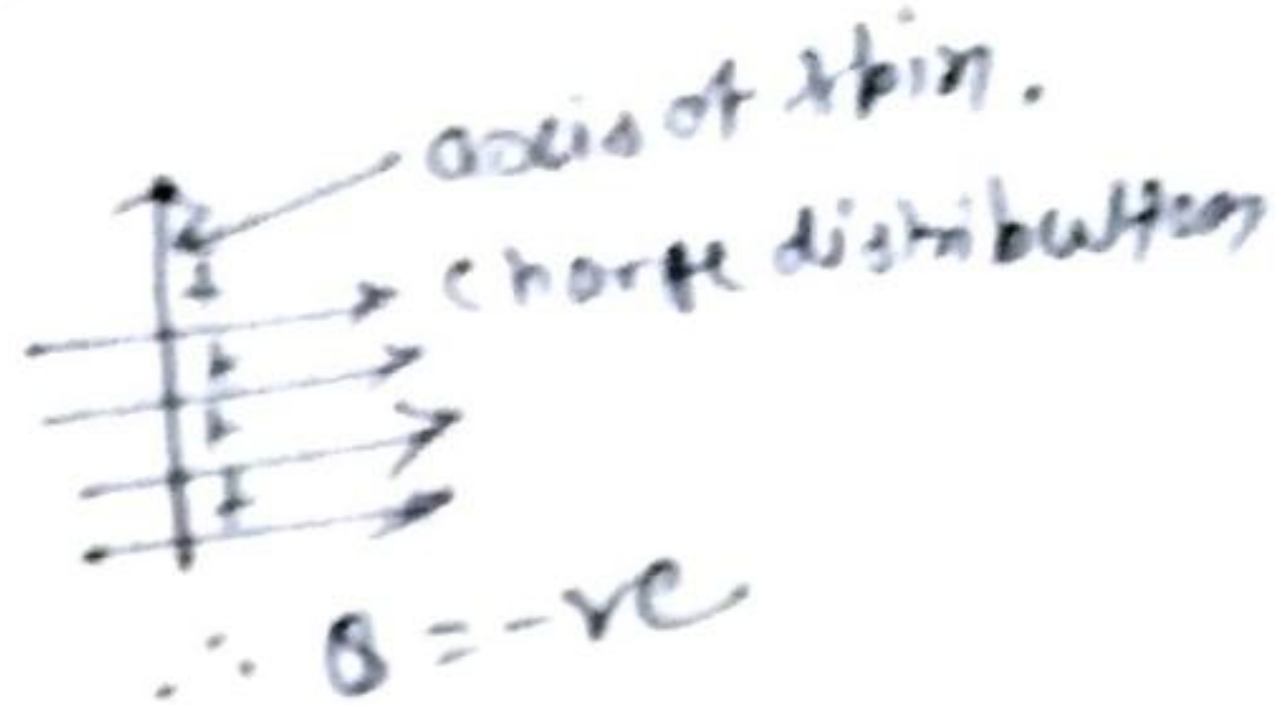 axis of spin.
charge distribution
∴ Q = -ve